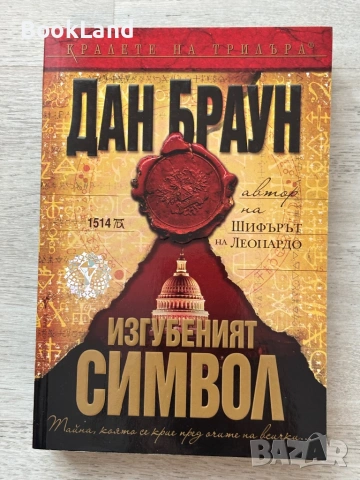 BookLand
КРАЛЕТЕ НА ТРИЛЪРА
ДАН БРАУН
автор
на
ШИФЪРЪТ
НА ЛЕОНАРДО
1514
ИЗГУБЕНИЯТ
СИМВОЛ
Тайна, която се крие пред очите на всички...
BAZAR